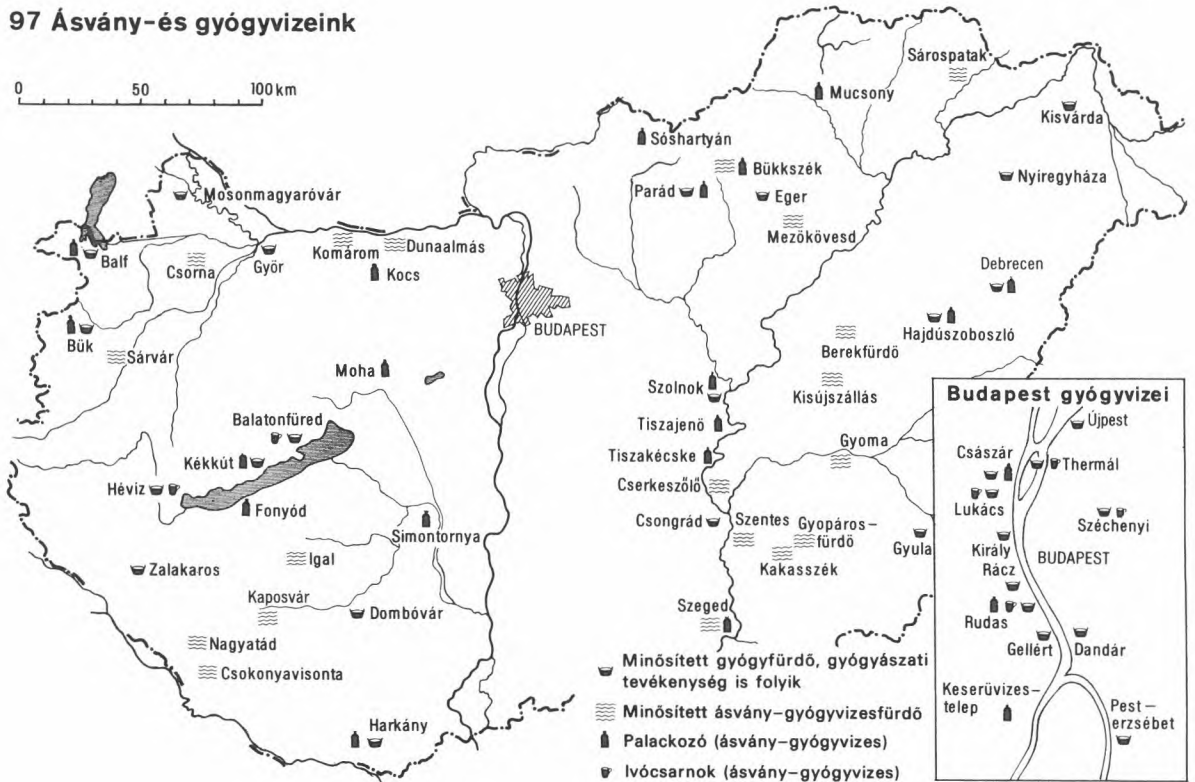 97 Ásvány-és gyógyvizeink
0 50 100 km
Sárospatak
Mucsony
Kisvárda
Sóshartyán
Bükkszék
Nyíregyháza
Parád
Eger
Mosonmagyaróvár
Mezőkövesd
Komárom
Dunaalmás
Balf
Csorna
Győr
Kocs
Debrecen
BUDAPEST
Hajdúszoboszló
Bük
Sárvár
Berekfürdő
Moha
Szolnok
Kisújszállás
Balatonfüred
Tiszajenő
Kékkút
Tiszakécske
Gyoma
Hévíz
Cserkeszőlő
Fonyód
Csongrád
Szentes
Gyopáros-
fürdő
Gyula
Simontornya
Igal
Kakasszék
Zalakaros
Kaposvár
Dombóvár
Szeged
Nagyatád
Csokonyavisonta
Harkány
Minősített gyógyfürdő, gyógyászati
tevékenység is folyik
Minősített ásvány-gyógyvizesfürdő
Palackozó (ásvány-gyógyvizes)
Ivócsarnok (ásvány-gyógyvizes)
Budapest gyógyvizei
Újpest
Császár
Thermál
Lukács
Széchenyi
Király
BUDAPEST
Rácz
Rudas
Gellért
Dandár
Keserüvizes-
telep
Pest-
erzsébet